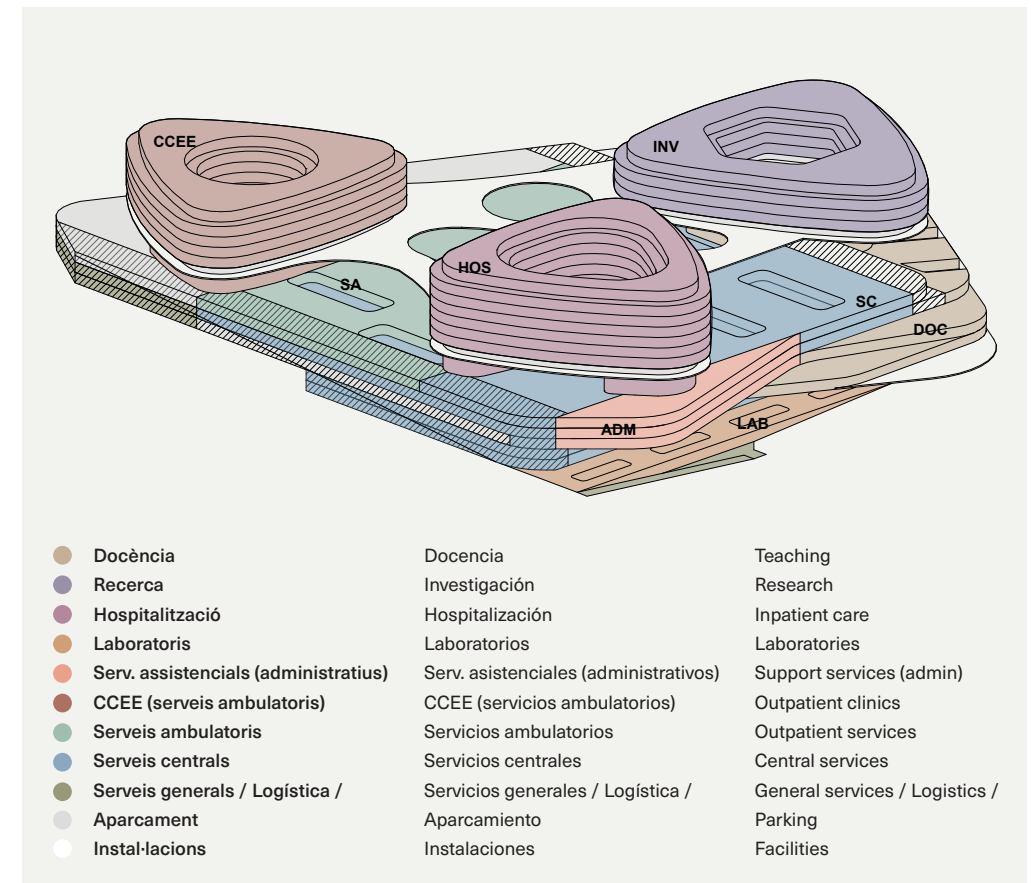 CCEE
INV
HOS
SA
SC
DOC
ADM
LAB
Docència Docencia Teaching
Recerca Investigación Research
Hospitalització Hospitalización Inpatient care
Laboratoris Laboratorios Laboratories
Serv. assistencials (administratius) Serv. asistenciales (administrativos) Support services (admin)
CCEE (serveis ambulatoris) CCEE (servicios ambulatorios) Outpatient clinics
Serveis ambulatoris Servicios ambulatorios Outpatient services
Serveis centrals Servicios centrales Central services
Serveis generals / Logística / Servicios generales / Logística / General services / Logistics /
Aparcament Aparcamiento Parking
Instal·lacions Instalaciones Facilities